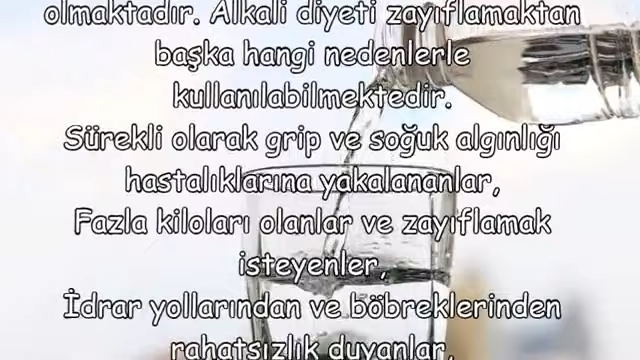 olmaktadır. Alkali diyeti zayıflamaktan
başka hangi nedenlerle
kullanılabilmektedir.
Sürekli olarak grip ve soğuk algınlığı
hastalıklarına yakalananlar,
Fazla kiloları olanlar ve zayıflamak
isteyenler,
İdrar yollarından ve böbreklerinden
rahatsızlık duyanlar,